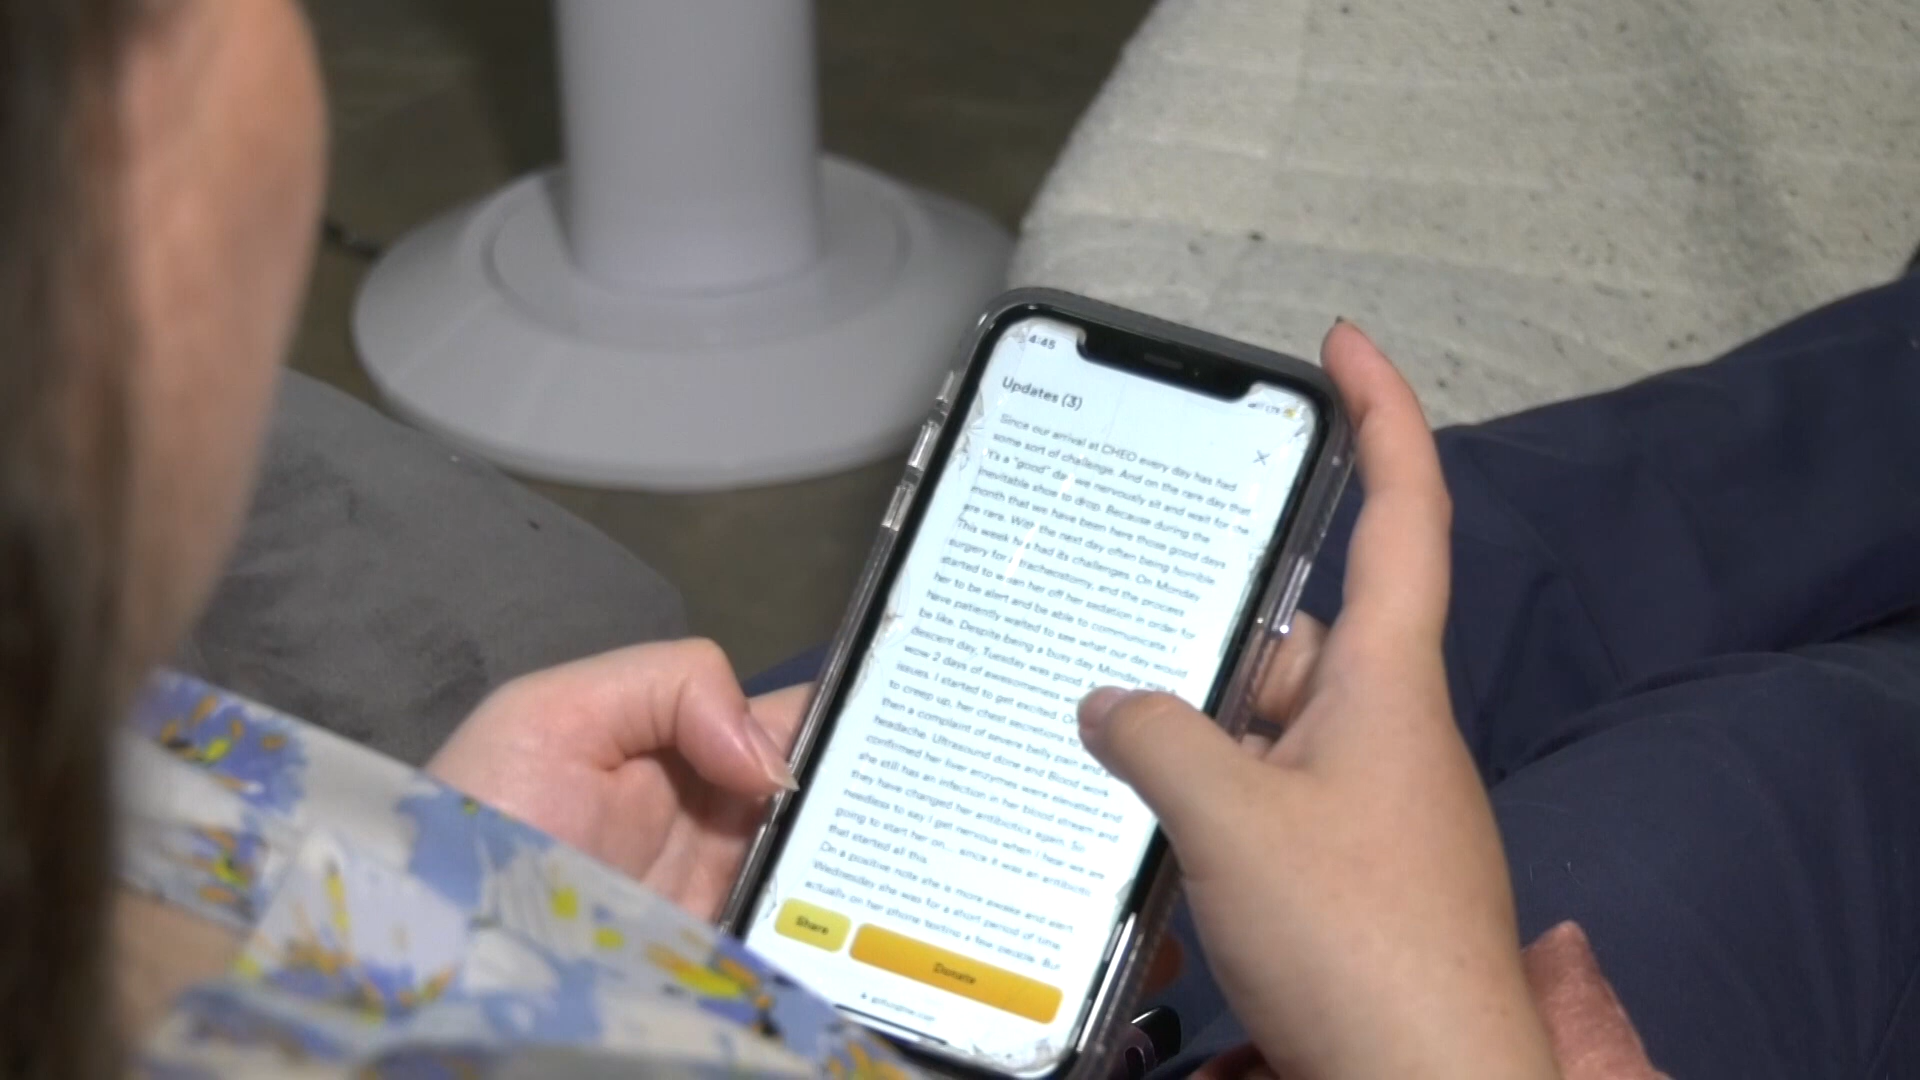 4:45
LTE
Updates (3)
Since our arrival at CHEO every day has had
some sort of challenge. And on the rare day that
it's a "good" day we nervously sit and wait for the
inevitable shoe to drop. Because during the
month that we have been here those good days
are rare. With the next day often being horrible.
This week has had its challenges. On Monday
surgery for a tracheostomy, and the process
started to wean her off her sedation in order for
her to be alert and be able to communicate. I
have patiently waited to see what our day would
be like. Despite being a busy day Monday was a
descent day, Tuesday was good.
wow 2 days of awesomeness
issues. I started to get excited.
to creep up, her chest secretions to
then a complaint of severe belly pain and
headache. Ultrasound done and Blood work
confirmed her liver enzymes were elevated and
she still has an infection in her blood stream and
they have changed her antibiotics again. So
needless to say I get nervous when I hear we are
going to start her on... since it was an antibiotic
that started all this.
On a positive note she is more awake and alert.
Wednesday she was for a short period of time
actually on her phone texting a few people. But
Share
Donate
gofundme.com